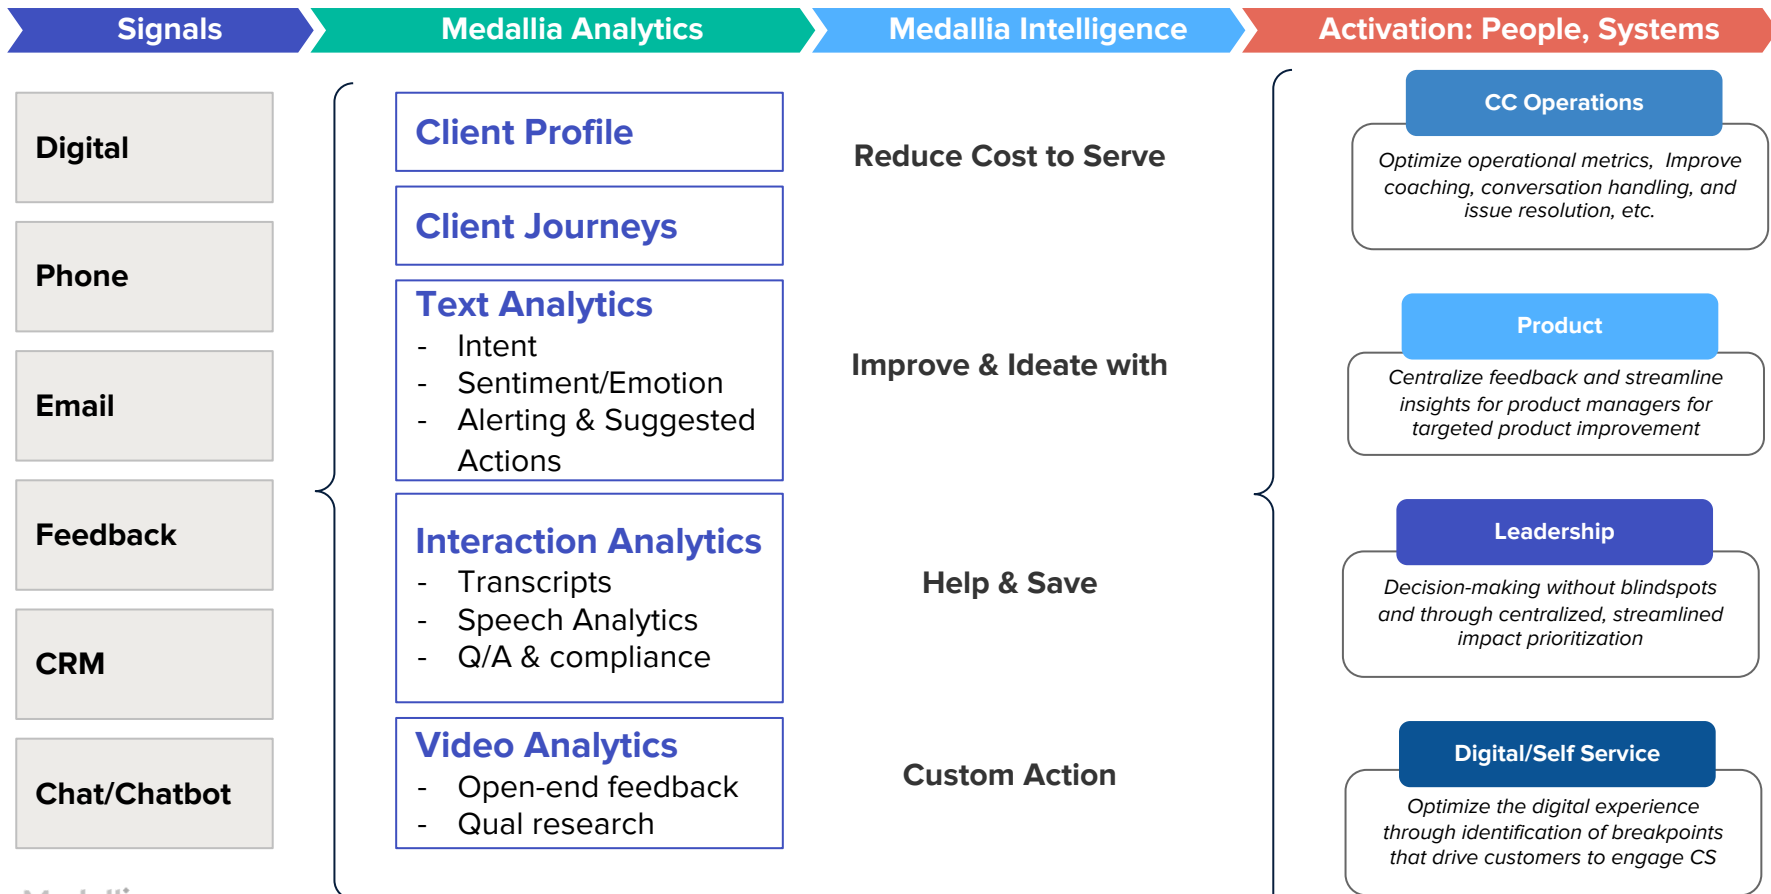 Signals
Medallia Analytics
Medallia Intelligence
Activation: People, Systems
Digital
Phone
Email
Feedback
CRM
Chat/Chatbot
Client Profile
Client Journeys
Text Analytics
- Intent
- Sentiment/Emotion
- Alerting & Suggested
Actions
Interaction Analytics
- Transcripts
- Speech Analytics
- Q/A & compliance
Video Analytics
- Open-end feedback
- Qual research
Reduce Cost to Serve
Improve & Ideate with
Help & Save
Custom Action
CC Operations
Optimize operational metrics, Improve
coaching, conversation handling, and
issue resolution, etc.
Product
Centralize feedback and streamline
insights for product managers for
targeted product improvement
Leadership
Decision-making without blindspots
and through centralized, streamlined
impact prioritization
Digital/Self Service
Optimize the digital experience
through identification of breakpoints
that drive customers to engage CS